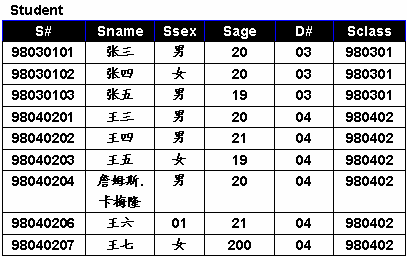 Student
S# Sname Ssex Sage D# Sclass
98030101 张三 男 20 03 980301
98030102 张四 女 20 03 980301
98030103 张五 男 19 03 980301
98040201 王三 男 20 04 980402
98040202 王四 男 21 04 980402
98040203 王五 女 19 04 980402
98040204 詹姆斯. 男 20 04 980402
卡梅隆
98040206 王六 01 21 04 980402
98040207 王七 女 200 04 980402